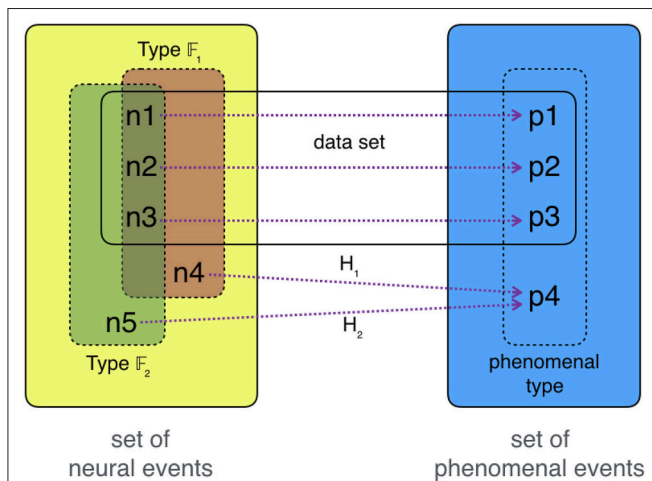 Type 𝔽₁
n1
p1
data set
n2
p2
n3
p3
H₁
n4
p4
n5
H₂
Type 𝔽₂
phenomenal
type
set of
neural events
set of
phenomenal events